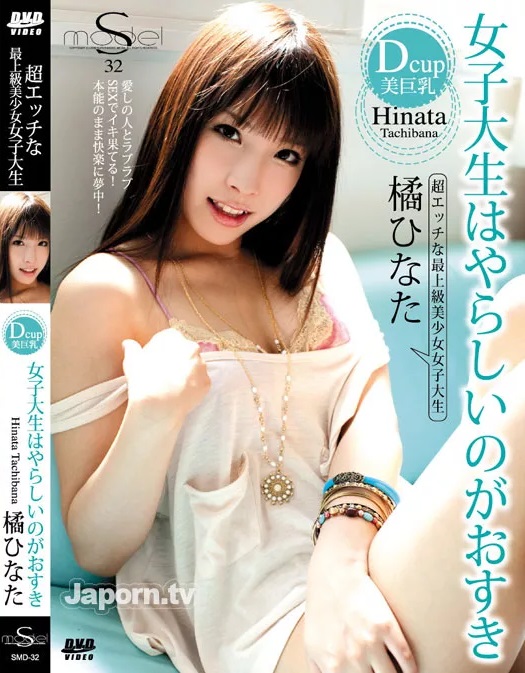 DVD
VIDEO
超エッチな
最上級美少女女子大生
Dcup
美巨乳
女子大生はやらしいのがおすき
Hinata Tachibana
橘ひなた
S
model
SMD-32
S
model
32
愛しの人とラブラブ
SEXでイキ果てる!
本能のまま快楽に夢中!
Dcup
美巨乳
Hinata
Tachibana
女子大生はやらしいのがおすき
超エッチな最上級美少女女子大生
橘ひなた
Japorn.tv
DVD
VIDEO